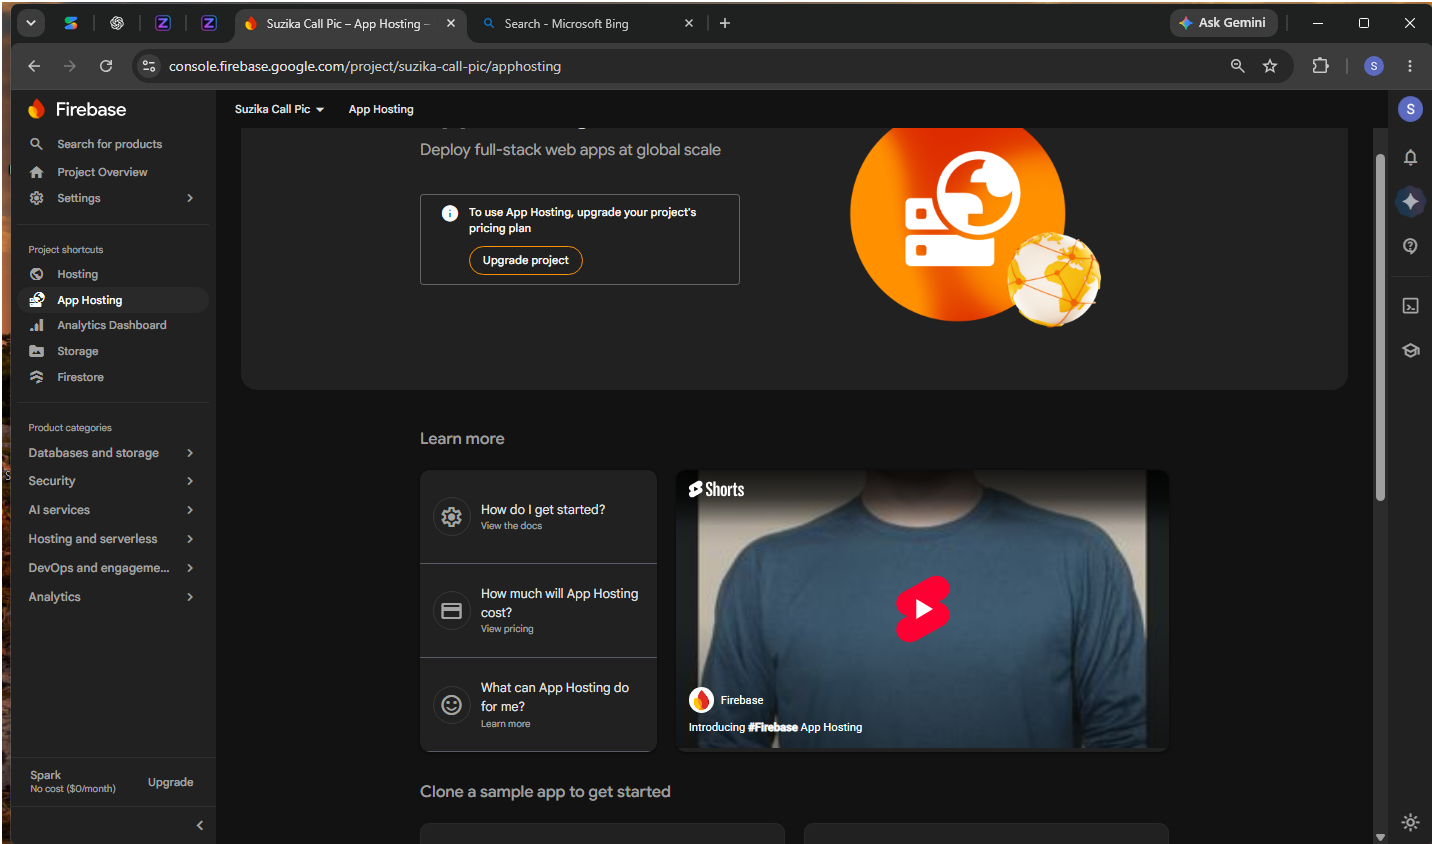 Suzika Call Pic – App Hosting –
Search - Microsoft Bing
Ask Gemini
console.firebase.google.com/project/suzika-call-pic/apphosting
S
Firebase
Suzika Call Pic
App Hosting
S
Search for products
Project Overview
Settings
Project shortcuts
Hosting
App Hosting
Analytics Dashboard
Storage
Firestore
Product categories
Databases and storage
Security
AI services
Hosting and serverless
DevOps and engageme...
Analytics
Spark
No cost ($0/month)
Upgrade
Deploy full-stack web apps at global scale
To use App Hosting, upgrade your project's
pricing plan
Upgrade project
Learn more
How do I get started?
View the docs
How much will App Hosting
cost?
View pricing
What can App Hosting do
for me?
Learn more
Shorts
Firebase
Introducing #Firebase App Hosting
Clone a sample app to get started